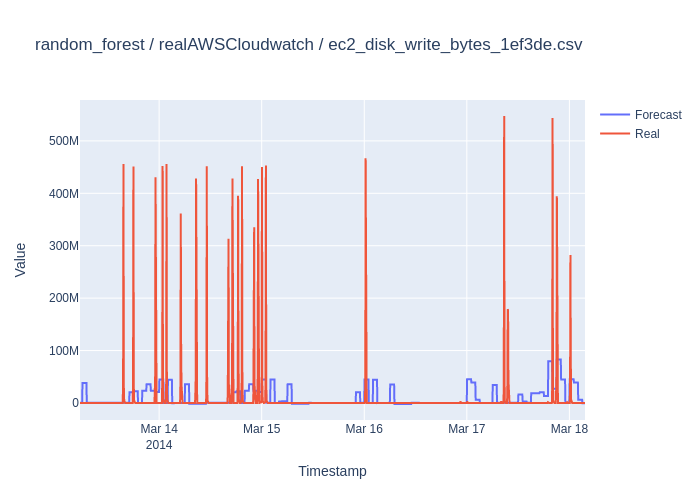 random_forest / realAWSCloudwatch / ec2_disk_write_bytes_1ef3de.csv
Forecast
Real
500M
400M
300M
200M
100M
0
Value
Mar 14
2014
Mar 15
Mar 16
Mar 17
Mar 18
Timestamp